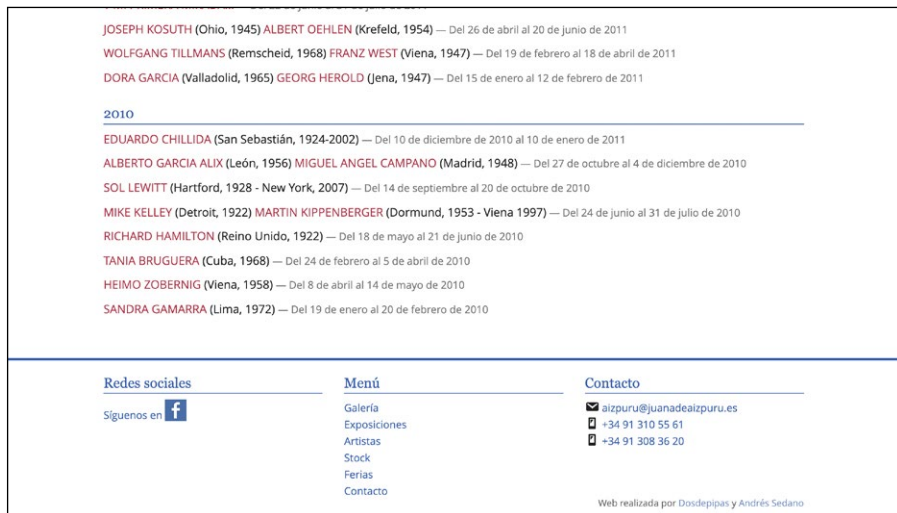 JOSEPH KOSUTH (Ohio, 1945) ALBERT OEHLEN (Krefeld, 1954) — Del 26 de abril al 20 de junio de 2011
WOLFGANG TILLMANS (Remscheid, 1968) FRANZ WEST (Viena, 1947) — Del 19 de febrero al 18 de abril de 2011
DORA GARCIA (Valladolid, 1965) GEORG HEROLD (Jena, 1947) — Del 15 de enero al 12 de febrero de 2011
2010
EDUARDO CHILLIDA (San Sebastián, 1924-2002) — Del 10 de diciembre de 2010 al 10 de enero de 2011
ALBERTO GARCIA ALIX (León, 1956) MIGUEL ANGEL CAMPANO (Madrid, 1948) — Del 27 de octubre al 4 de diciembre de 2010
SOL LEWITT (Hartford, 1928 - New York, 2007) — Del 14 de septiembre al 20 de octubre de 2010
MIKE KELLEY (Detroit, 1922) MARTIN KIPPENBERGER (Dormund, 1953 - Viena 1997) — Del 24 de junio al 31 de julio de 2010
RICHARD HAMILTON (Reino Unido, 1922) — Del 18 de mayo al 21 de junio de 2010
TANIA BRUGUERA (Cuba, 1968) — Del 24 de febrero al 5 de abril de 2010
HEIMO ZOBERNIG (Viena, 1958) — Del 8 de abril al 14 de mayo de 2010
SANDRA GAMARRA (Lima, 1972) — Del 19 de enero al 20 de febrero de 2010
Redes sociales
Síguenos en
Menú
Galería
Exposiciones
Artistas
Stock
Ferias
Contacto
Contacto
aizpuru@juanadeaizpuru.es
+34 91 310 55 61
+34 91 308 36 20
Web realizada por Dosdepipas y Andrés Sedano